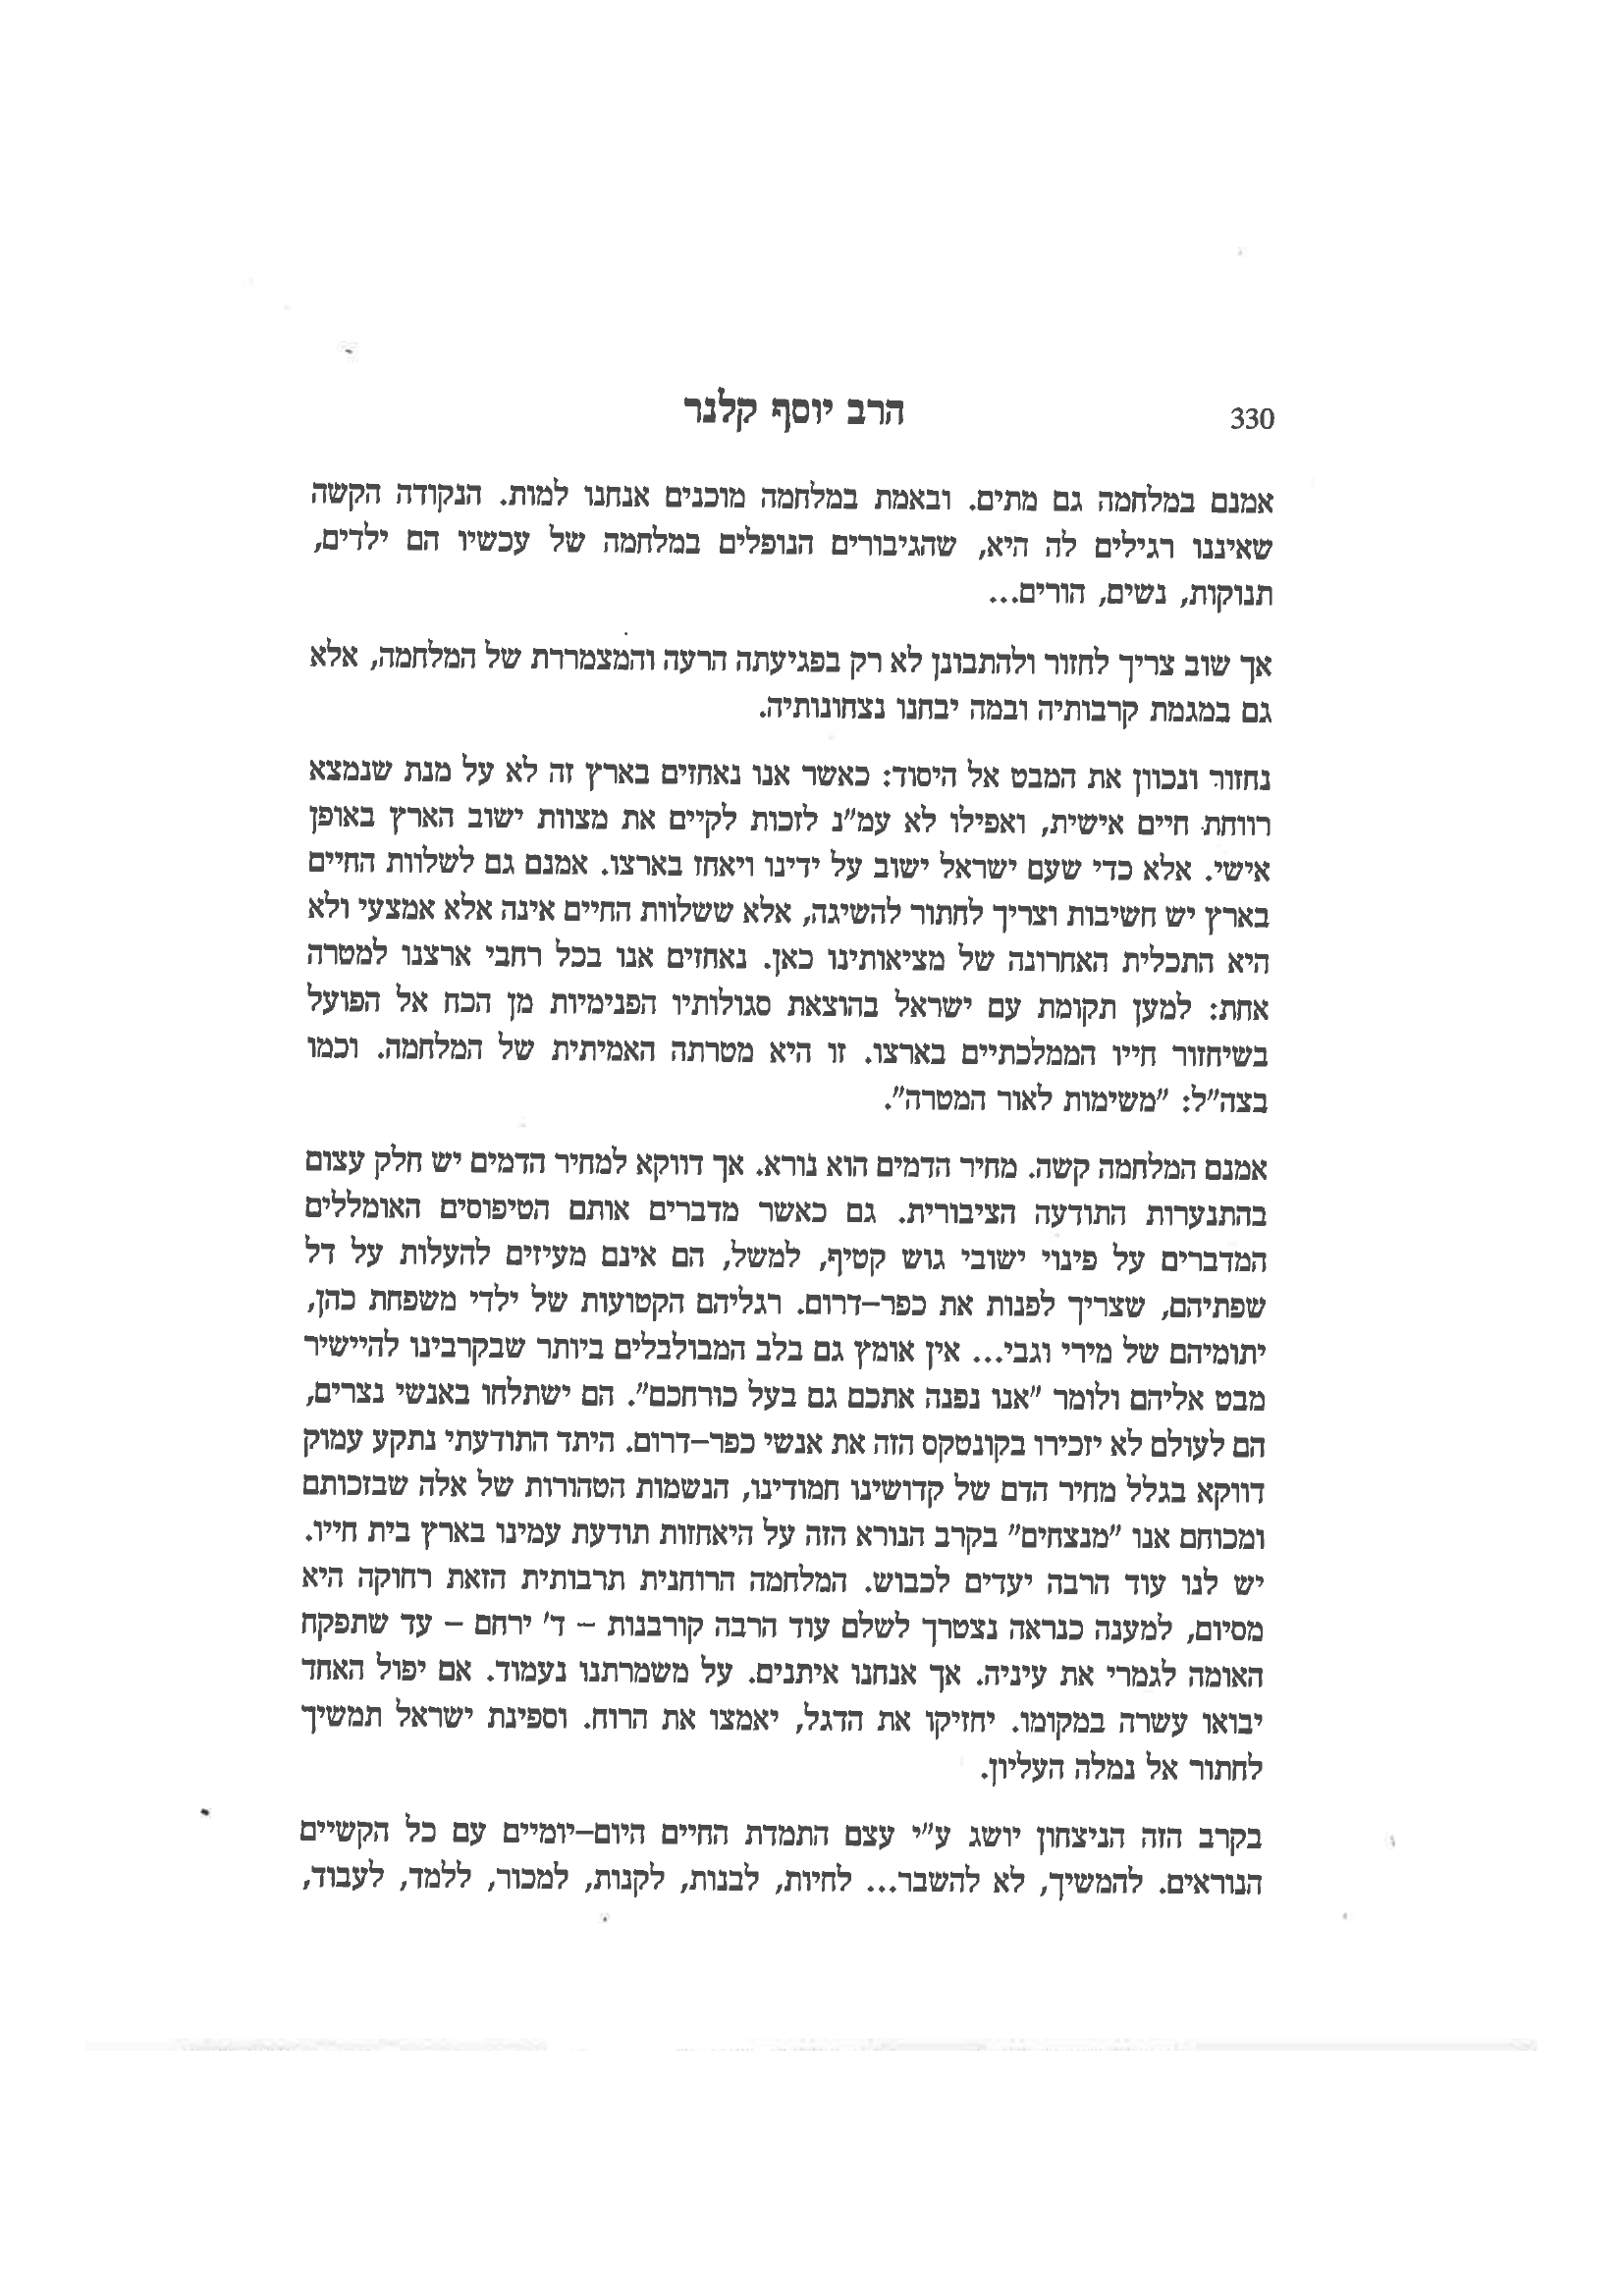 330
הרב יוסף קלנר
אמנם במלחמה גם מתים. ובאמת במלחמה מוכנים אנחנו למות. הנקודה הקשה
שאיננו רגילים לה היא, שהגיבורים הנופלים במלחמה של עכשיו הם ילדים,
תנוקות, נשים, הורים...
אך שוב צריך לחזור ולהתבונן לא רק בפגיעתה הרעה והמצמררת של המלחמה, אלא
גם במגמת קרבותיה ובמה יבחנו נצחונותיה.
נחזור ונכוון את המבט אל היסוד: כאשר אנו נאחזים בארץ זה לא על מנת שנמצא
רווחת חיים אישית, ואפילו לא עמ"נ לזכות לקיים את מצוות ישוב הארץ באופן
אישי. אלא כדי שעם ישראל ישוב על ידינו ויאחז בארצו. אמנם גם לשלוות החיים
בארץ יש חשיבות וצריך לחתור להשיגה, אלא ששלוות החיים אינה אלא אמצעי ולא
היא התכלית האחרונה של מציאותינו כאן. נאחזים אנו בכל רחבי ארצנו למטרה
אחת: למען תקומת עם ישראל בהוצאת סגולותיו הפנימיות מן הכח אל הפועל
בשיחזור חייו הממלכתיים בארצו. זו היא מטרתה האמיתית של המלחמה. וכמו
בצה"ל: "משימות לאור המטרה".
אמנם המלחמה קשה. מחיר הדמים הוא נורא. אך דווקא למחיר הדמים יש חלק עצום
בהתנערות התודעה הציבורית. גם כאשר מדברים אותם הטיפוסים האומללים
המדברים על פינוי ישובי גוש קטיף, למשל, הם אינם מעיזים להעלות על דל
שפתיהם, שצריך לפנות את כפר–דרום. רגליהם הקטועות של ילדי משפחת כהן,
יתומיהם של מירי וגבי... אין אומץ גם בלב המבולבלים ביותר שבקרבינו להיישיר
מבט אליהם ולומר "אנו נפנה אתכם גם בעל כורחכם". הם ישתלחו באנשי נצרים,
הם לעולם לא יזכירו בקונטקס הזה את אנשי כפר–דרום. היתד התודעתי נתקע עמוק
דווקא בגלל מחיר הדם של קדושינו חמודינו, הנשמות הטהורות של אלה שבזכותם
ומכוחם אנו "מנצחים" בקרב הנורא הזה על היאחזות תודעת עמינו בארץ בית חייו.
יש לנו עוד הרבה יעדים לכבוש. המלחמה הרוחנית תרבותית הזאת רחוקה היא
מסיום, למענה כנראה נצטרך לשלם עוד הרבה קורבנות – ד' ירחם – עד שתפקח
האומה לגמרי את עיניה. אך אנחנו איתנים. על משמרתנו נעמוד. אם יפול האחד
יבואו עשרה במקומו. יחזיקו את הדגל, יאמצו את הרוח. וספינת ישראל תמשיך
לחתור אל נמלה העליון.
בקרב הזה הניצחון יושג ע"י עצם התמדת החיים היום–יומיים עם כל הקשיים
הנוראים. להמשיך, לא להשבר... לחיות, לבנות, לקנות, למכור, ללמד, לעבוד,